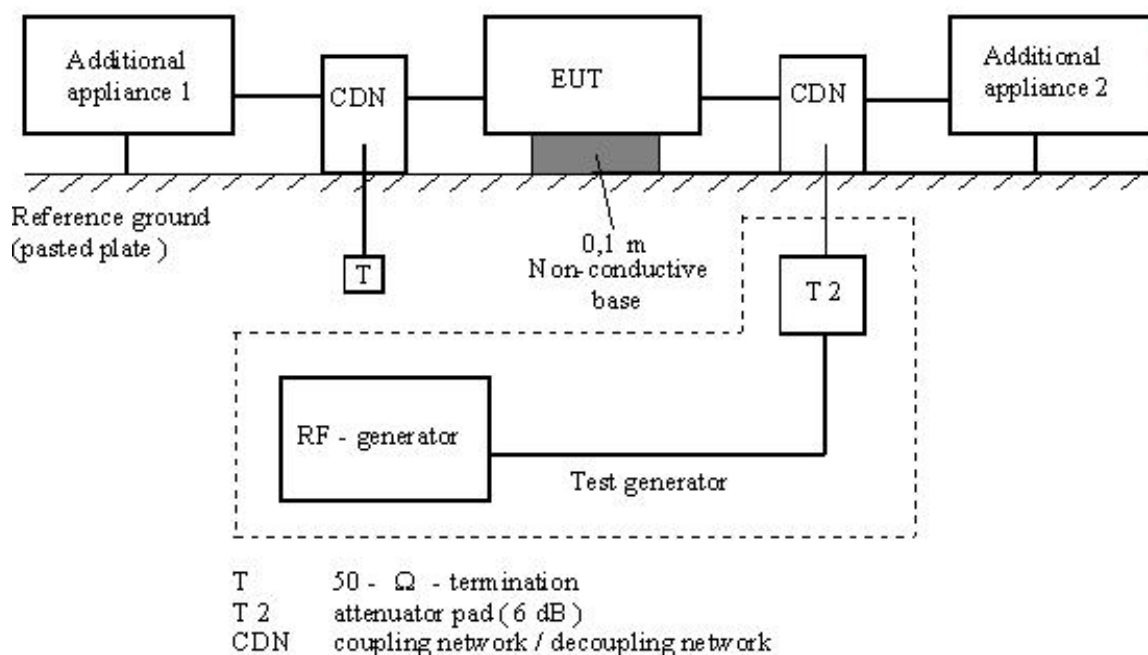 Additional
appliance 1
CDN
EUT
CDN
Additional
appliance 2
Reference ground
(pasted plate )
T
0,1 m
Non-conductive
base
T 2
RF - generator
Test generator
T 50 - Ω - termination
T 2 attenuator pad ( 6 dB )
CDN coupling network / decoupling network